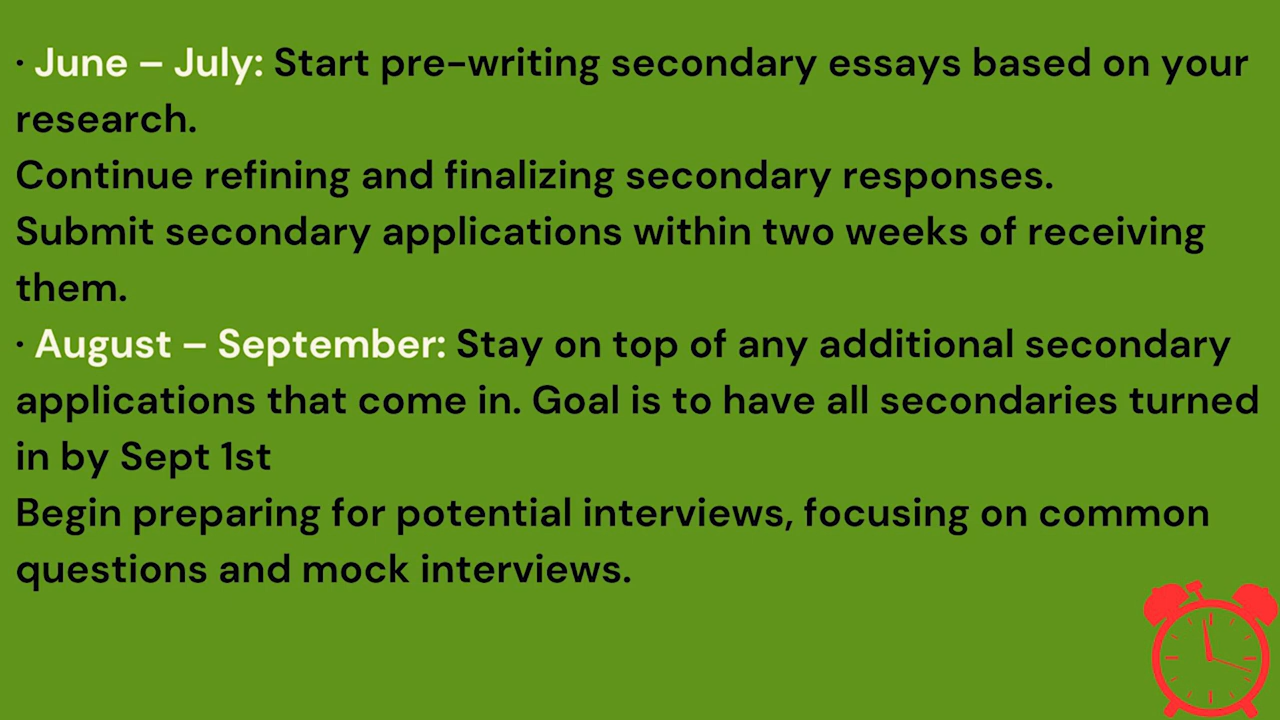 · June – July: Start pre-writing secondary essays based on your
research.
Continue refining and finalizing secondary responses.
Submit secondary applications within two weeks of receiving
them.
· August – September: Stay on top of any additional secondary
applications that come in. Goal is to have all secondaries turned
in by Sept 1st
Begin preparing for potential interviews, focusing on common
questions and mock interviews.